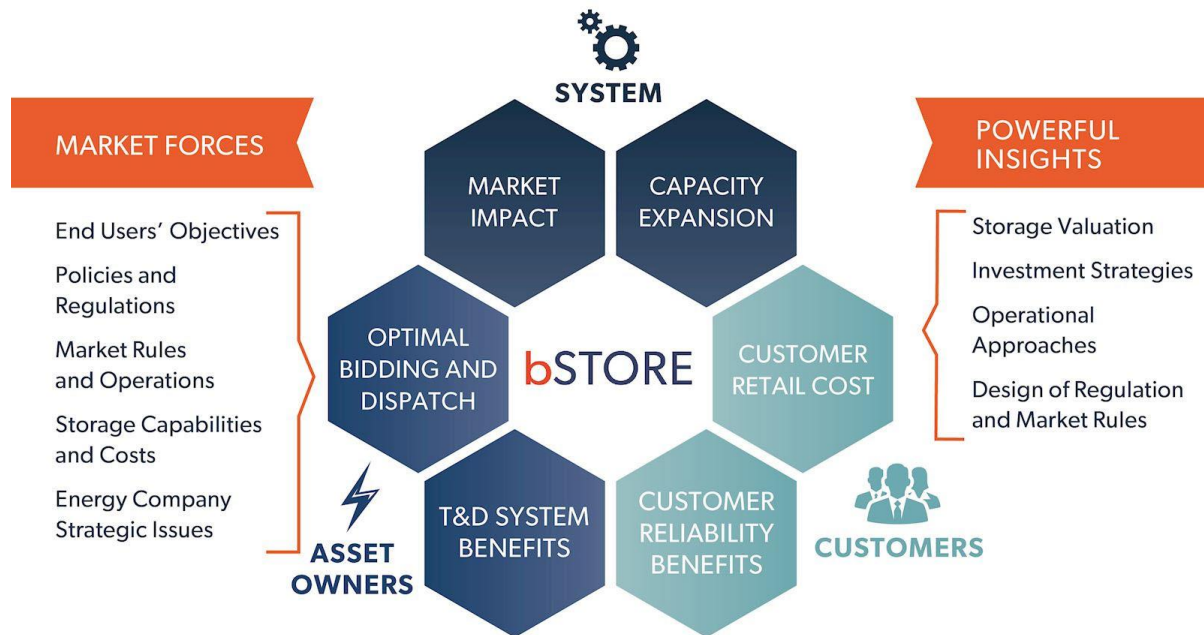 SYSTEM
MARKET FORCES
End Users’ Objectives
Policies and
Regulations
Market Rules
and Operations
Storage Capabilities
and Costs
Energy Company
Strategic Issues
MARKET
IMPACT
CAPACITY
EXPANSION
OPTIMAL
BIDDING AND
DISPATCH
bSTORE
CUSTOMER
RETAIL COST
T&D SYSTEM
BENEFITS
CUSTOMER
RELIABILITY
BENEFITS
ASSET
OWNERS
CUSTOMERS
POWERFUL
INSIGHTS
Storage Valuation
Investment Strategies
Operational
Approaches
Design of Regulation
and Market Rules